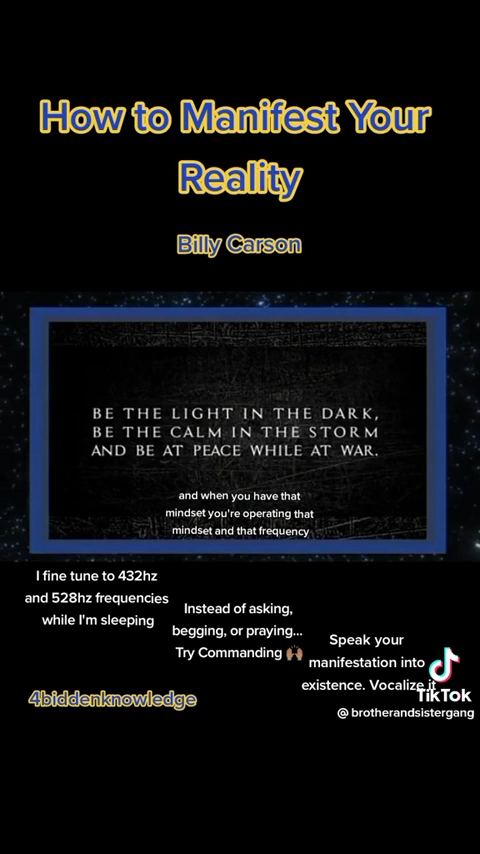 How to Manifest Your
Reality
Billy Carson
BE THE LIGHT IN THE DARK,
BE THE CALM IN THE STORM
AND BE AT PEACE WHILE AT WAR.
and when you have that
mindset you're operating that
mindset and that frequency
I fine tune to 432hz
and 528hz frequencies
while I'm sleeping
Instead of asking,
begging, or praying...
Try Commanding 🙌🏽
Speak your
manifestation into
existence. Vocalize it
4biddenknowledge
TikTok
@ brotherandsistergang